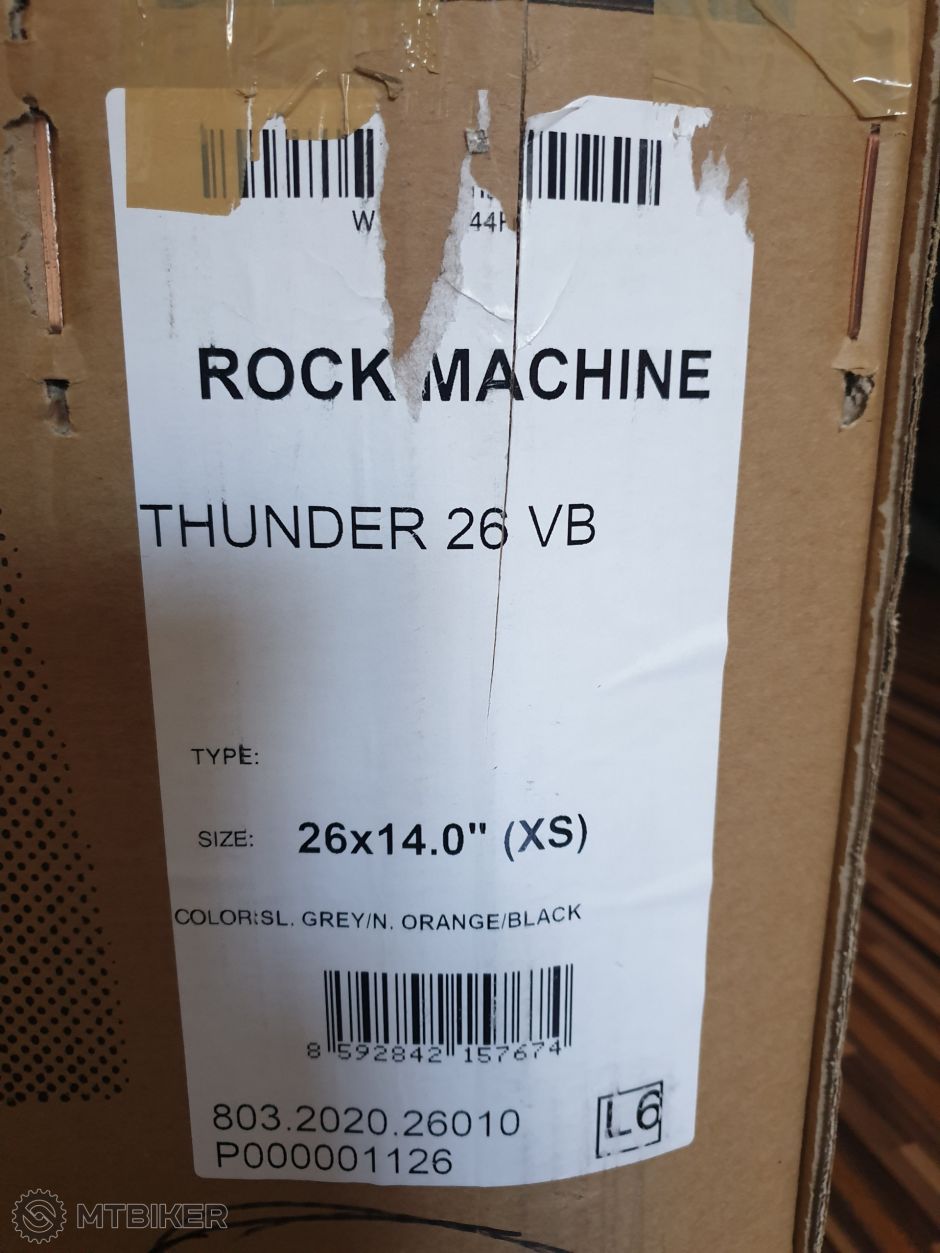 ROCK MACHINE
THUNDER 26 VB
TYPE:
SIZE: 26x14.0" (XS)
COLOR:SL. GREY/N. ORANGE/BLACK
8 592842 157674
803.2020.26010
L6
P000001126
MTBIKER